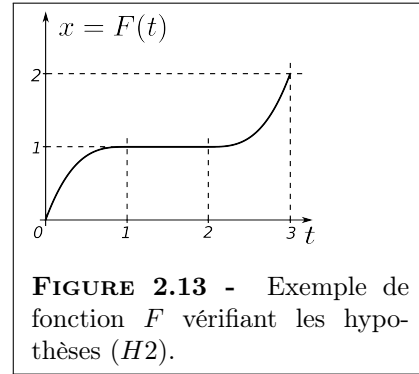 x = F(t)
2
1
0 1 2 3 t
FIGURE 2.13 - Exemple de
fonction F vérifiant les hypo-
thèses (H2).